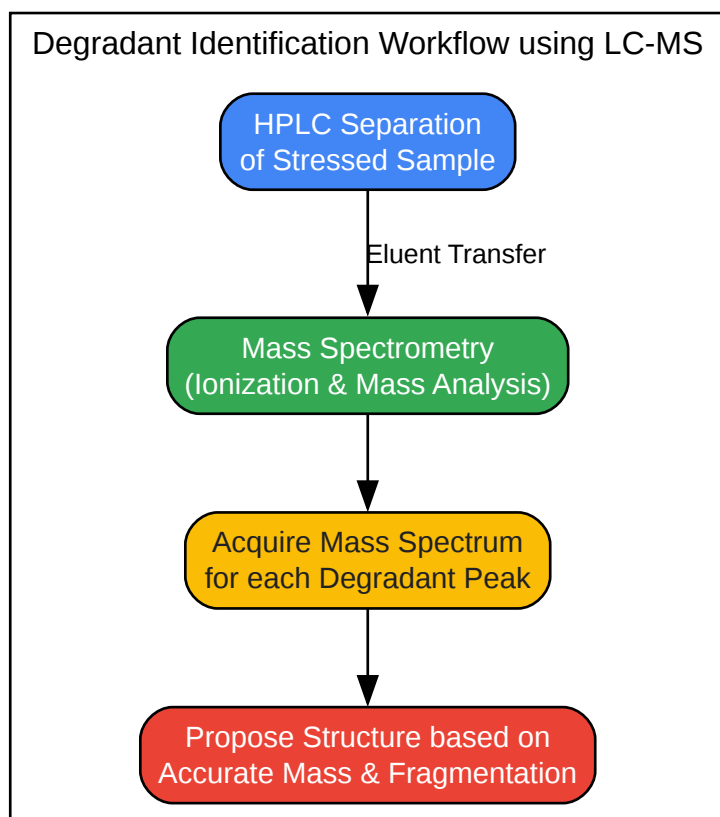 Degradant Identification Workflow using LC-MS
HPLC Separation
of Stressed Sample
Eluent Transfer
Mass Spectrometry
(Ionization & Mass Analysis)
Acquire Mass Spectrum
for each Degradant Peak
Propose Structure based on
Accurate Mass & Fragmentation